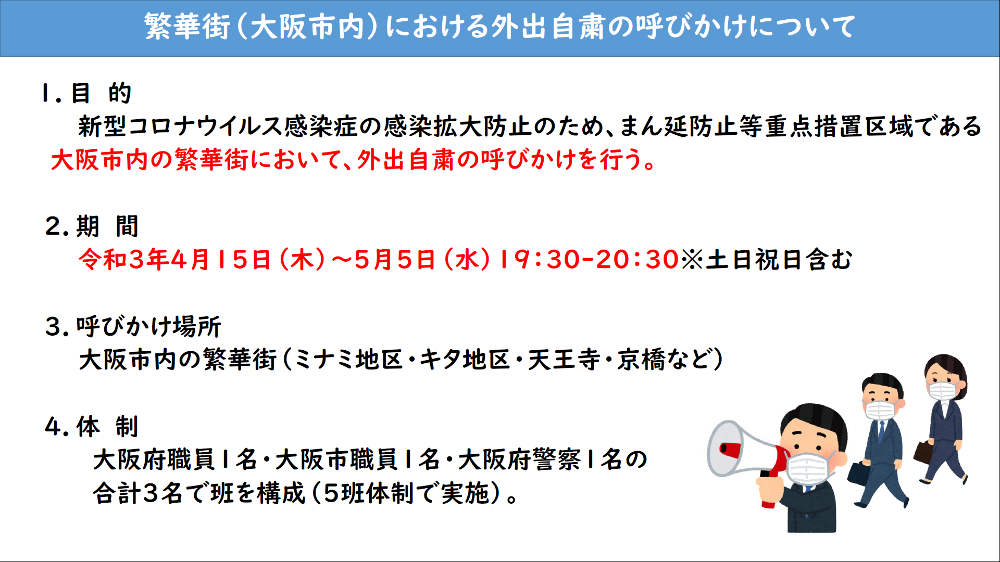 繁華街（大阪市内）における外出自粛の呼びかけについて
1．目　的
新型コロナウイルス感染症の感染拡大防止のため、まん延防止等重点措置区域である
大阪市内の繁華街において、外出自粛の呼びかけを行う。
2．期　間
令和3年4月15日（木）～5月5日（水）19：30-20：30※土日祝日含む
3．呼びかけ場所
大阪市内の繁華街（ミナミ地区・キタ地区・天王寺・京橋など）
4．体　制
大阪府職員1名・大阪市職員1名・大阪府警察1名の
合計3名で班を構成（5班体制で実施）。